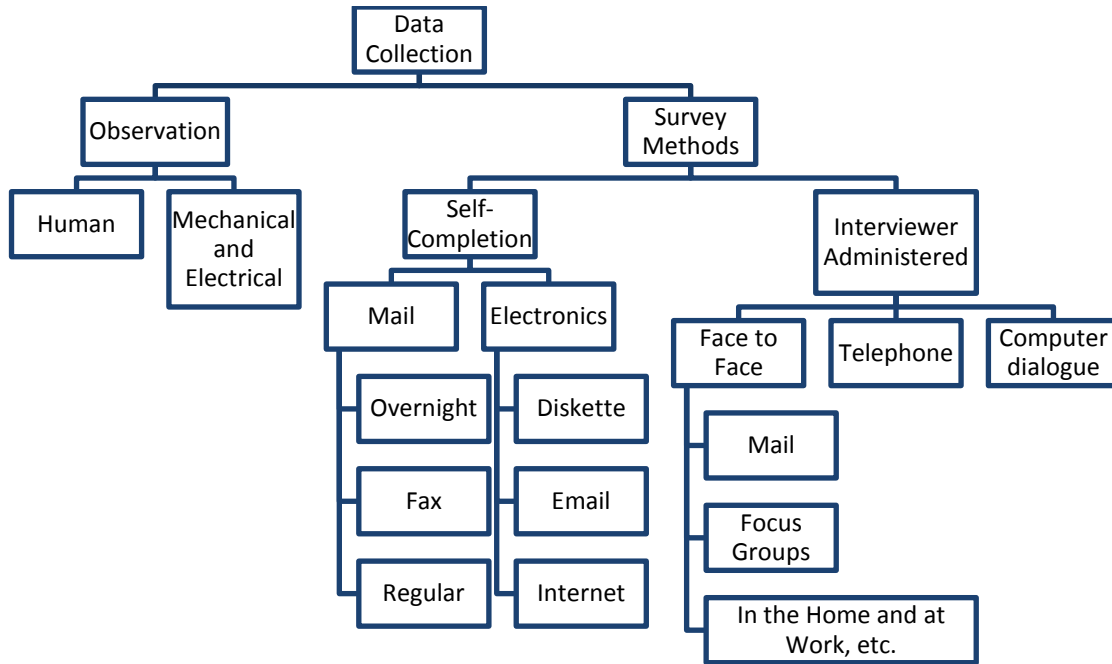 Data
Collection
Observation
Survey
Methods
Human
Mechanical
and
Electrical
Self-
Completion
Interviewer
Administered
Mail
Electronics
Face to
Face
Telephone
Computer
dialogue
Overnight
Diskette
Mail
Fax
Email
Focus
Groups
Regular
Internet
In the Home and at
Work, etc.